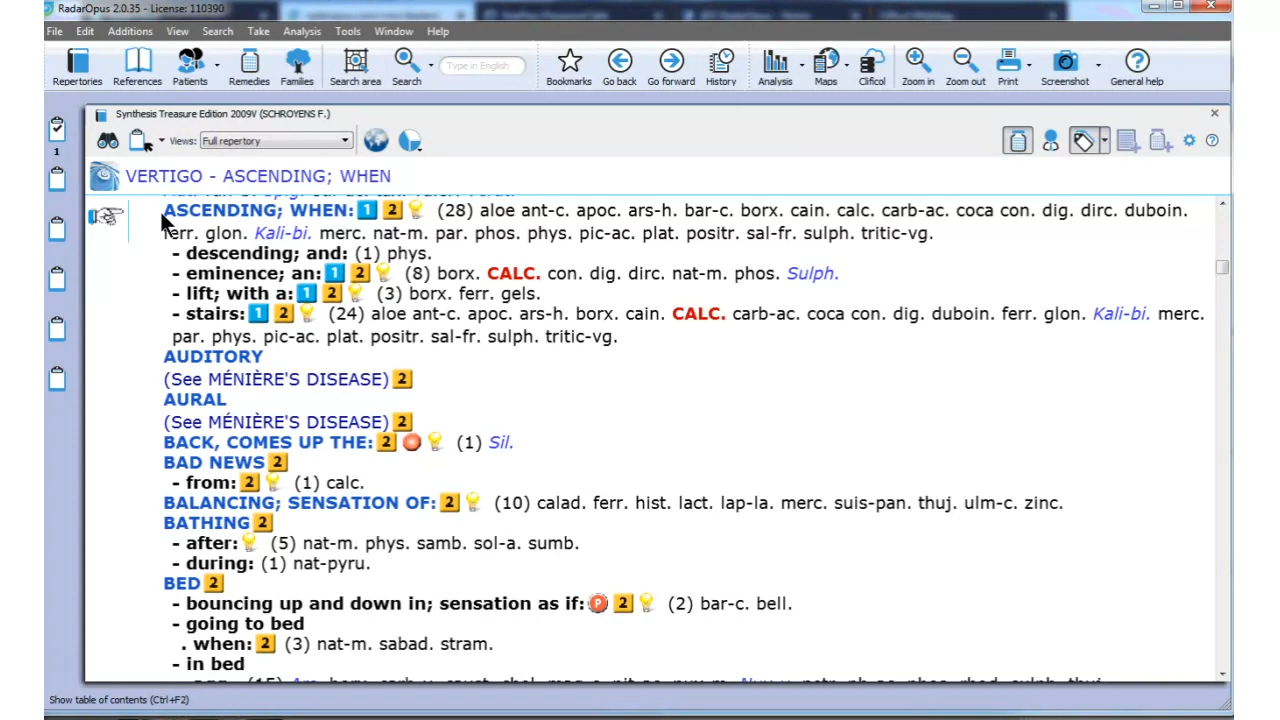 RadarOpus 2.0.35 - License: 110390
File Edit Additions View Search Take Analysis Tools Window Help
Type in English
Repertories References Patients Remedies Families Search area Search Bookmarks Go back Go forward History Analysis Maps Clificol Zoom in Zoom out Print Screenshot General help
Synthesis Treasure Edition 2009V (SCHROYENS F.)
Views: Full repertory
1
VERTIGO - ASCENDING; WHEN
ASCENDING; WHEN: 1 2 (28) aloe ant-c. apoc. ars-h. bar-c. borx. cain. calc. carb-ac. coca con. dig. dirc. duboin.
ferr. glon. Kali-bi. merc. nat-m. par. phos. phys. pic-ac. plat. positr. sal-fr. sulph. tritic-vg.
- descending; and: (1) phys.
- eminence; an: 1 2 (8) borx. CALC. con. dig. dirc. nat-m. phos. Sulph.
- lift; with a: 1 2 (3) borx. ferr. gels.
- stairs: 1 2 (24) aloe ant-c. apoc. ars-h. borx. cain. CALC. carb-ac. coca con. dig. duboin. ferr. glon. Kali-bi. merc.
par. phys. pic-ac. plat. positr. sal-fr. sulph. tritic-vg.
AUDITORY
(See MÉNIÈRE'S DISEASE) 2
AURAL
(See MÉNIÈRE'S DISEASE) 2
BACK, COMES UP THE: 2 (1) Sil.
BAD NEWS 2
- from: 2 (1) calc.
BALANCING; SENSATION OF: 2 (10) calad. ferr. hist. lact. lap-la. merc. suis-pan. thuj. ulm-c. zinc.
BATHING 2
- after: (5) nat-m. phys. samb. sol-a. sumb.
- during: (1) nat-pyru.
BED 2
- bouncing up and down in; sensation as if: P 2 (2) bar-c. bell.
- going to bed
. when: 2 (3) nat-m. sabad. stram.
- in bed
Show table of contents (Ctrl+F2)